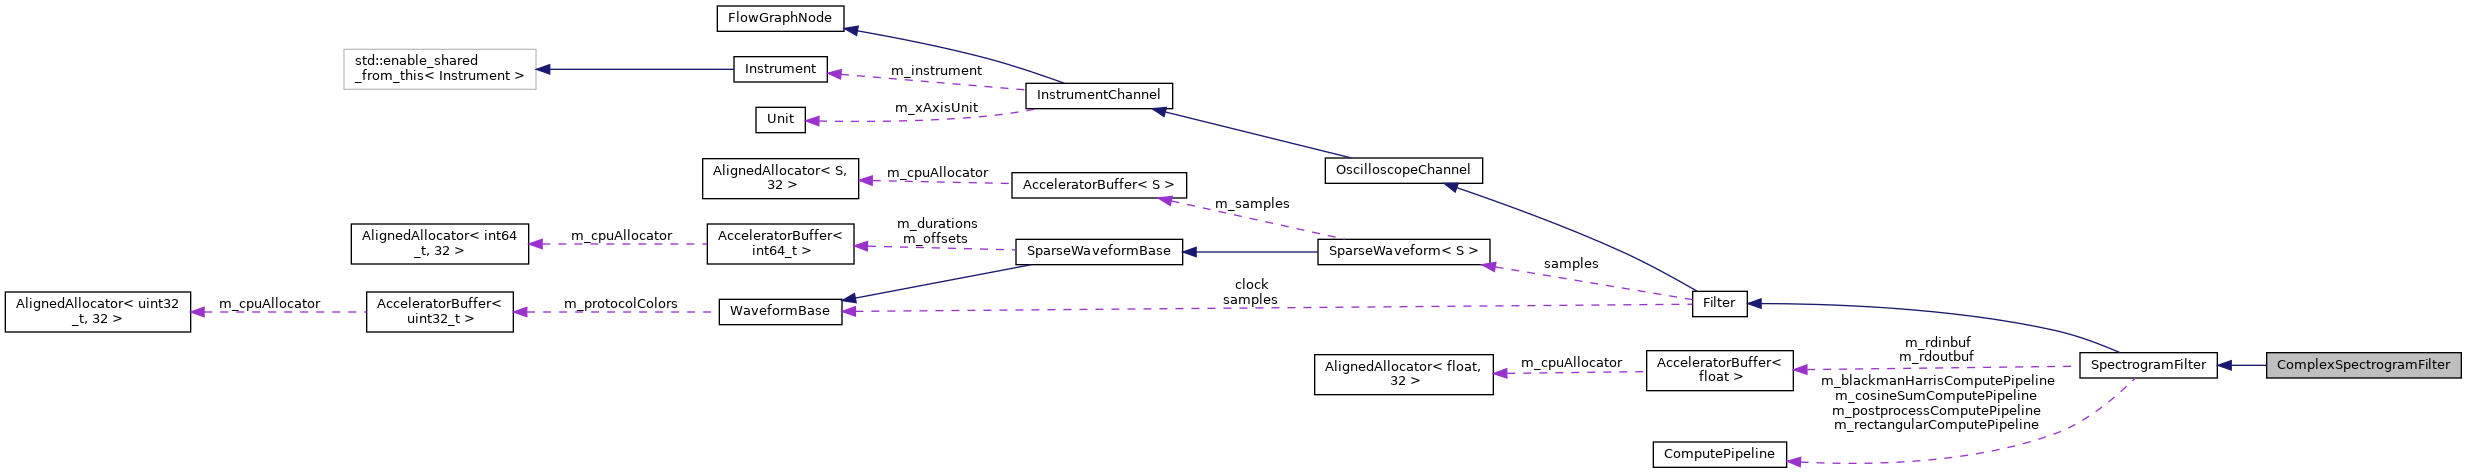 FlowGraphNode
std::enable_shared
_from_this< Instrument >
Instrument
m_instrument
InstrumentChannel
m_xAxisUnit
Unit
AlignedAllocator< S,
32 >
m_cpuAllocator
AcceleratorBuffer< S >
OscilloscopeChannel
m_samples
AlignedAllocator< int64
_t, 32 >
m_cpuAllocator
AcceleratorBuffer<
int64_t >
m_durations
m_offsets
SparseWaveformBase
SparseWaveform< S >
samples
AlignedAllocator< uint32
_t, 32 >
m_cpuAllocator
AcceleratorBuffer<
uint32_t >
m_protocolColors
WaveformBase
clock
samples
Filter
AlignedAllocator< float,
32 >
m_cpuAllocator
AcceleratorBuffer<
float >
m_rdinbuf
m_rdoutbuf
SpectrogramFilter
ComplexSpectrogramFilter
m_blackmanHarrisComputePipeline
m_cosineSumComputePipeline
m_postprocessComputePipeline
m_rectangularComputePipeline
ComputePipeline